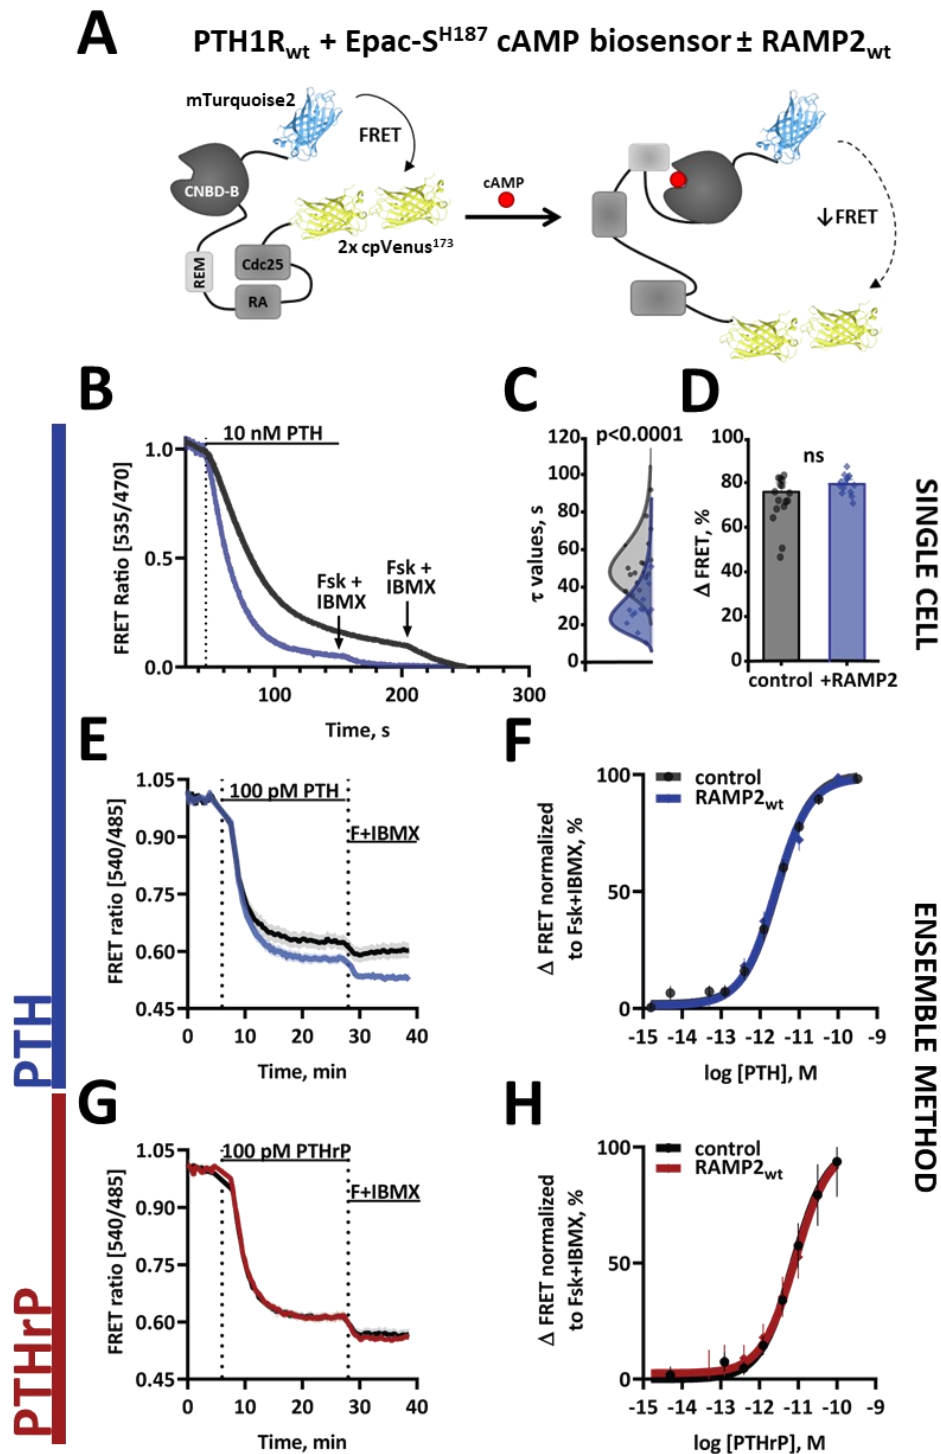 A
PTH1Rwt + Epac-SH187 cAMP biosensor ± RAMP2wt
mTurquoise2
FRET
CNBD-B
cAMP
↓FRET
2x cpVenus173
REM
Cdc25
RA
B
10 nM PTH
FRET Ratio [535/470]
1.0
0.5
0.0
Fsk +
IBMX
Fsk +
IBMX
100
200
300
Time, s
C
p<0.0001
τ values, s
120
100
80
60
40
20
0
D
ns
Δ FRET, %
100
80
60
40
20
0
control
+RAMP2
SINGLE CELL
E
100 pM PTH
F+IBMX
FRET ratio [540/485]
1.05
0.90
0.75
0.60
0.45
0
10
20
30
40
Time, min
F
control
RAMP2wt
Δ FRET normalized
to Fsk+IBMX, %
100
50
0
-15
-14
-13
-12
-11
-10
-9
log [PTH], M
PTH
G
100 pM PTHrP
F+IBMX
FRET ratio [540/485]
1.05
0.90
0.75
0.60
0.45
0
10
20
30
40
Time, min
H
control
RAMP2wt
Δ FRET normalized
to Fsk+IBMX, %
100
50
0
-15
-14
-13
-12
-11
-10
-9
log [PTHrP], M
PTHrP
ENSEMBLE METHOD